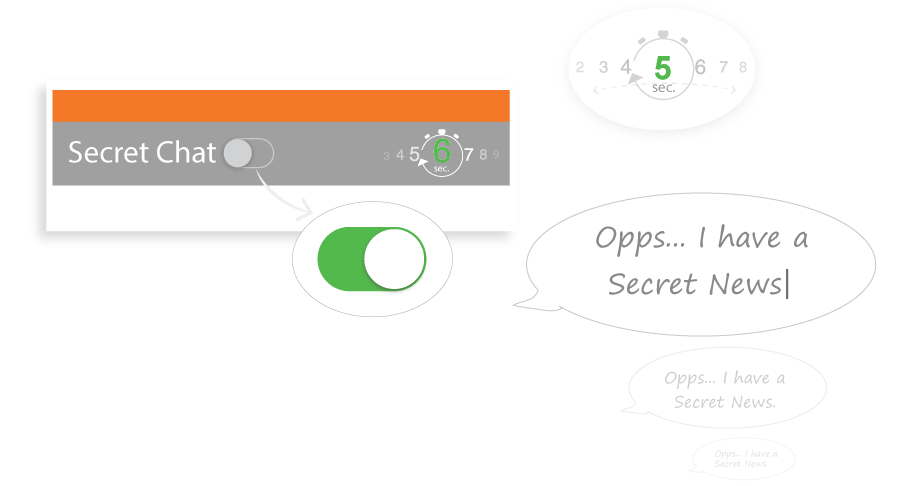 2 3 4 5 6 7 8
sec.
Secret Chat
3 4 5 6 7 8 9
sec.
Opps... I have a
Secret News
Opps... I have a
Secret News.
Opps... I have a
Secret News